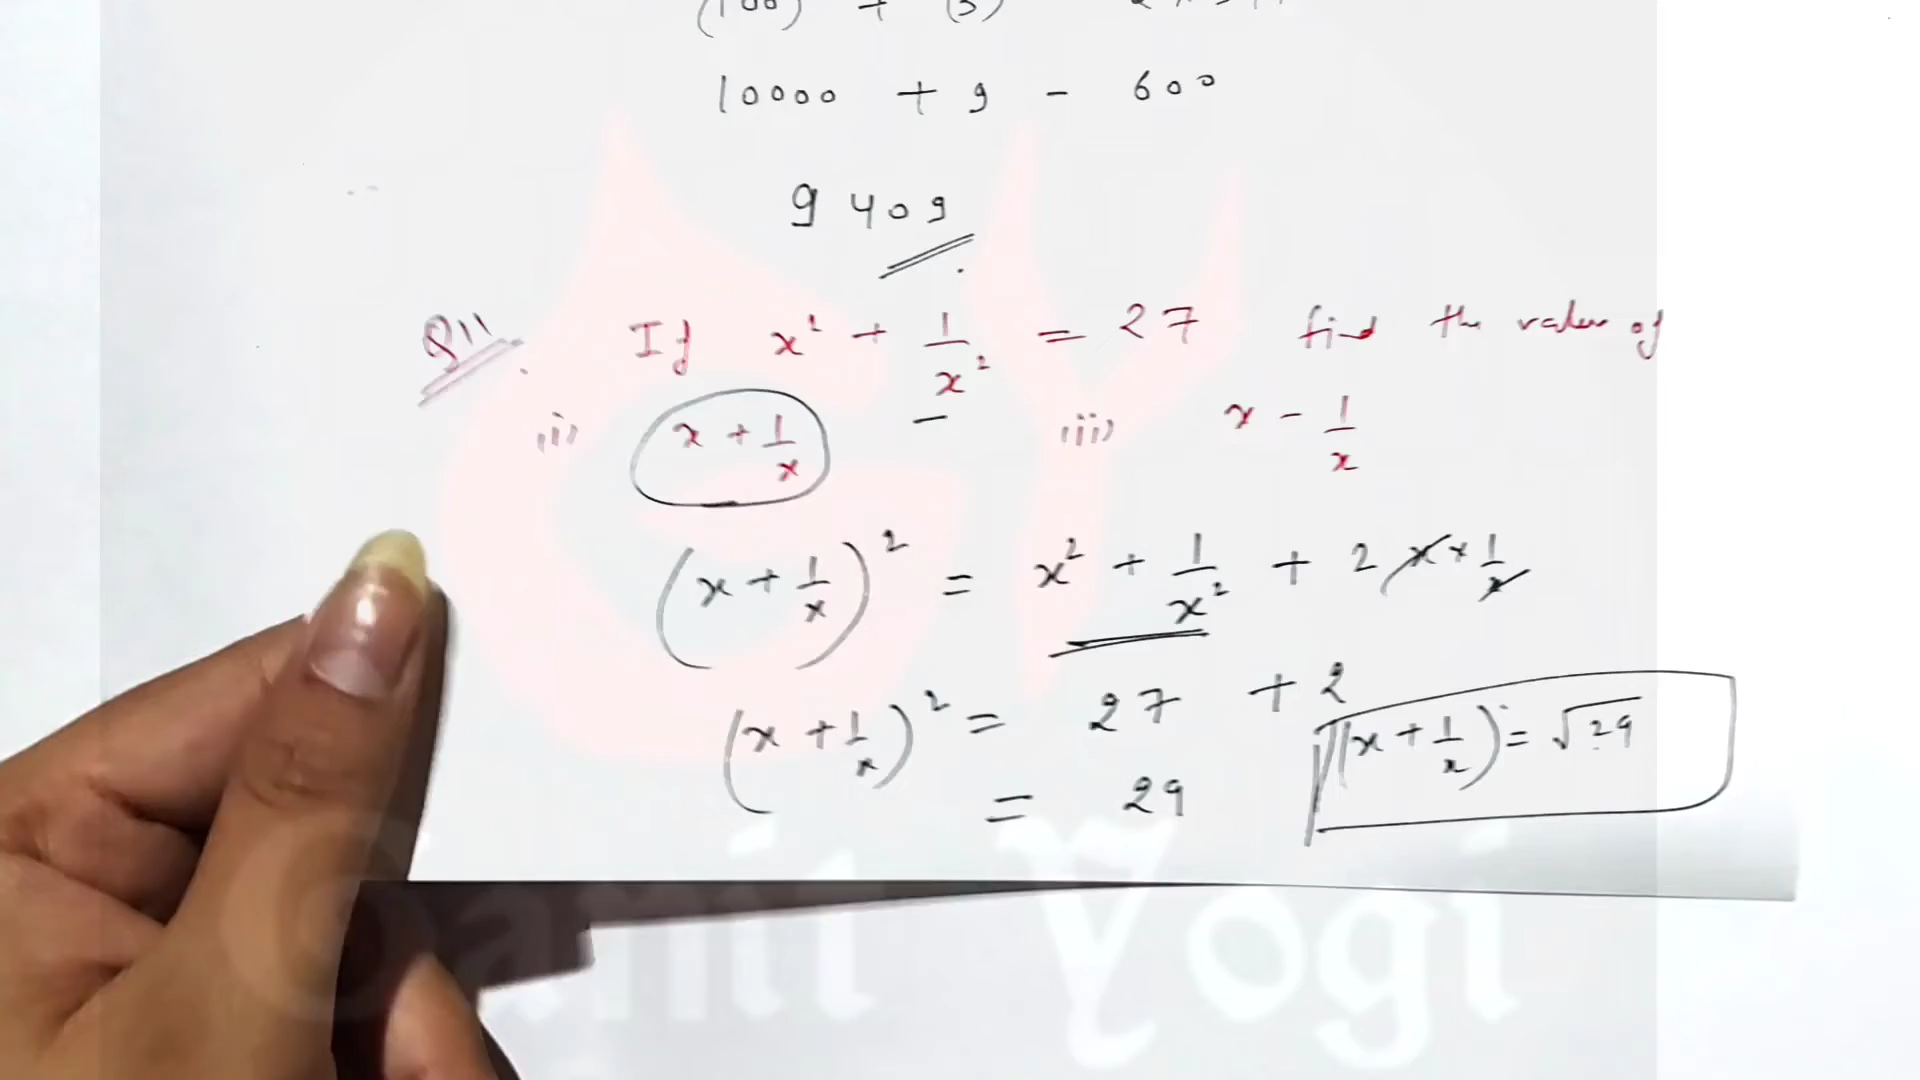 10000 + 9 - 600
9409
Q11. If x² + 1/x² = 27 find the value of
(i) x + 1/x (ii) x - 1/x
(x + 1/x)² = x² + 1/x² + 2 x × 1/x
(x + 1/x)² = 27 + 2
= 29
(x + 1/x) = √29
Yogi